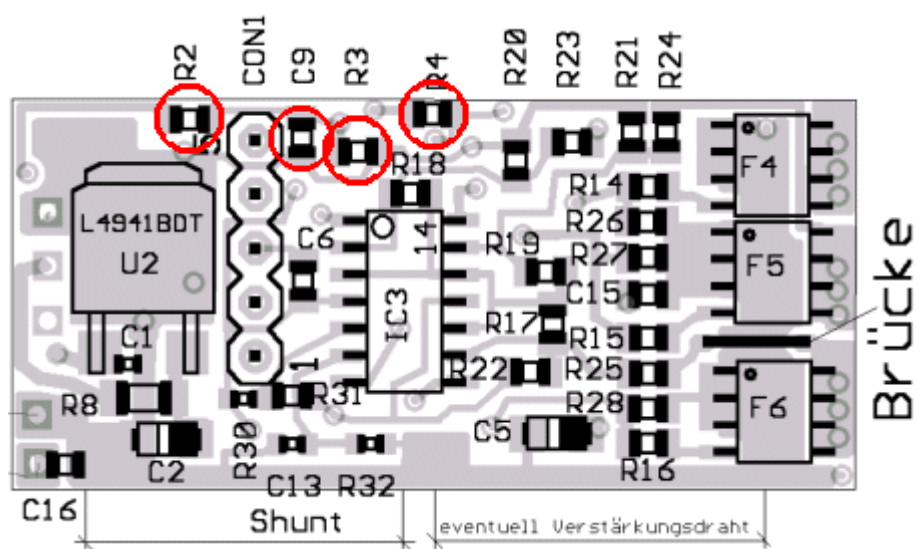 R2
CON1
C9
R3
R4
R20
R23
R21
R24
5
R18
L4941BDT
U2
C6
14
IC3
1
R19
R17
R22
R14
R26
R27
C15
R15
R25
R28
R16
F4
F5
F6
Brücke
C1
R8
C2
R30
R31
C13
R32
C5
C16
Shunt
eventuell Verstärkungsdraht